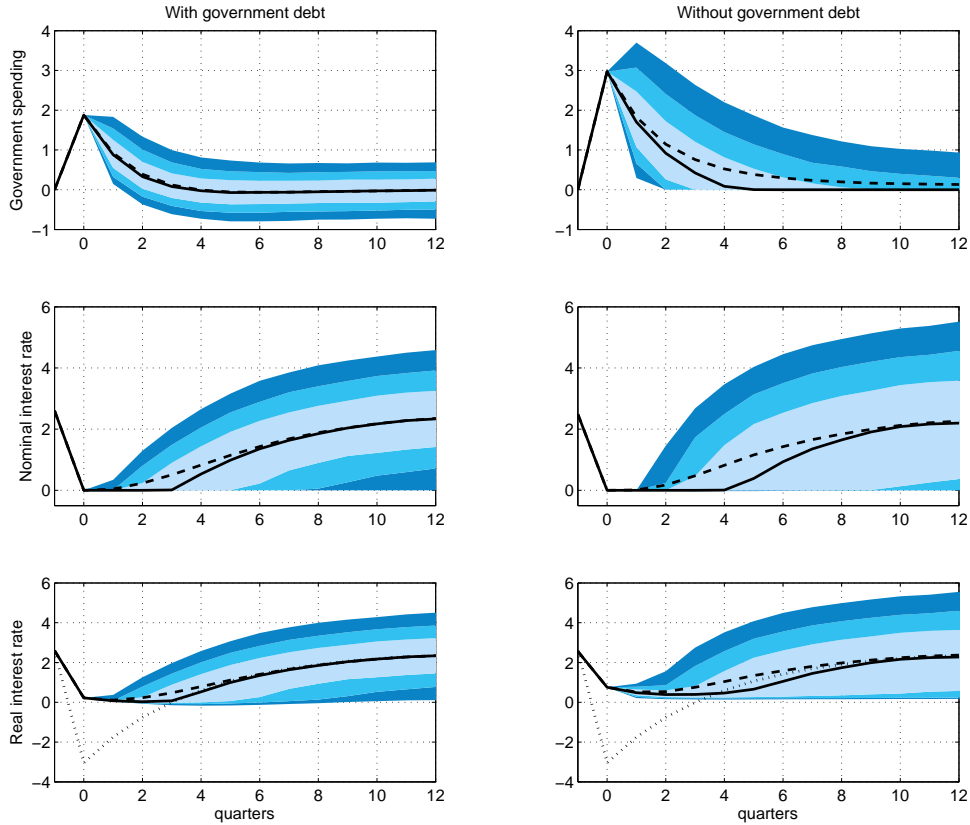 With government debt
Without government debt
Government spending
4
3
2
1
0
−1
0 2 4 6 8 10 12
4
3
2
1
0
−1
0 2 4 6 8 10 12
Nominal interest rate
6
4
2
0
0 2 4 6 8 10 12
6
4
2
0
0 2 4 6 8 10 12
Real interest rate
6
4
2
0
−2
−4
0 2 4 6 8 10 12
quarters
6
4
2
0
−2
−4
0 2 4 6 8 10 12
quarters